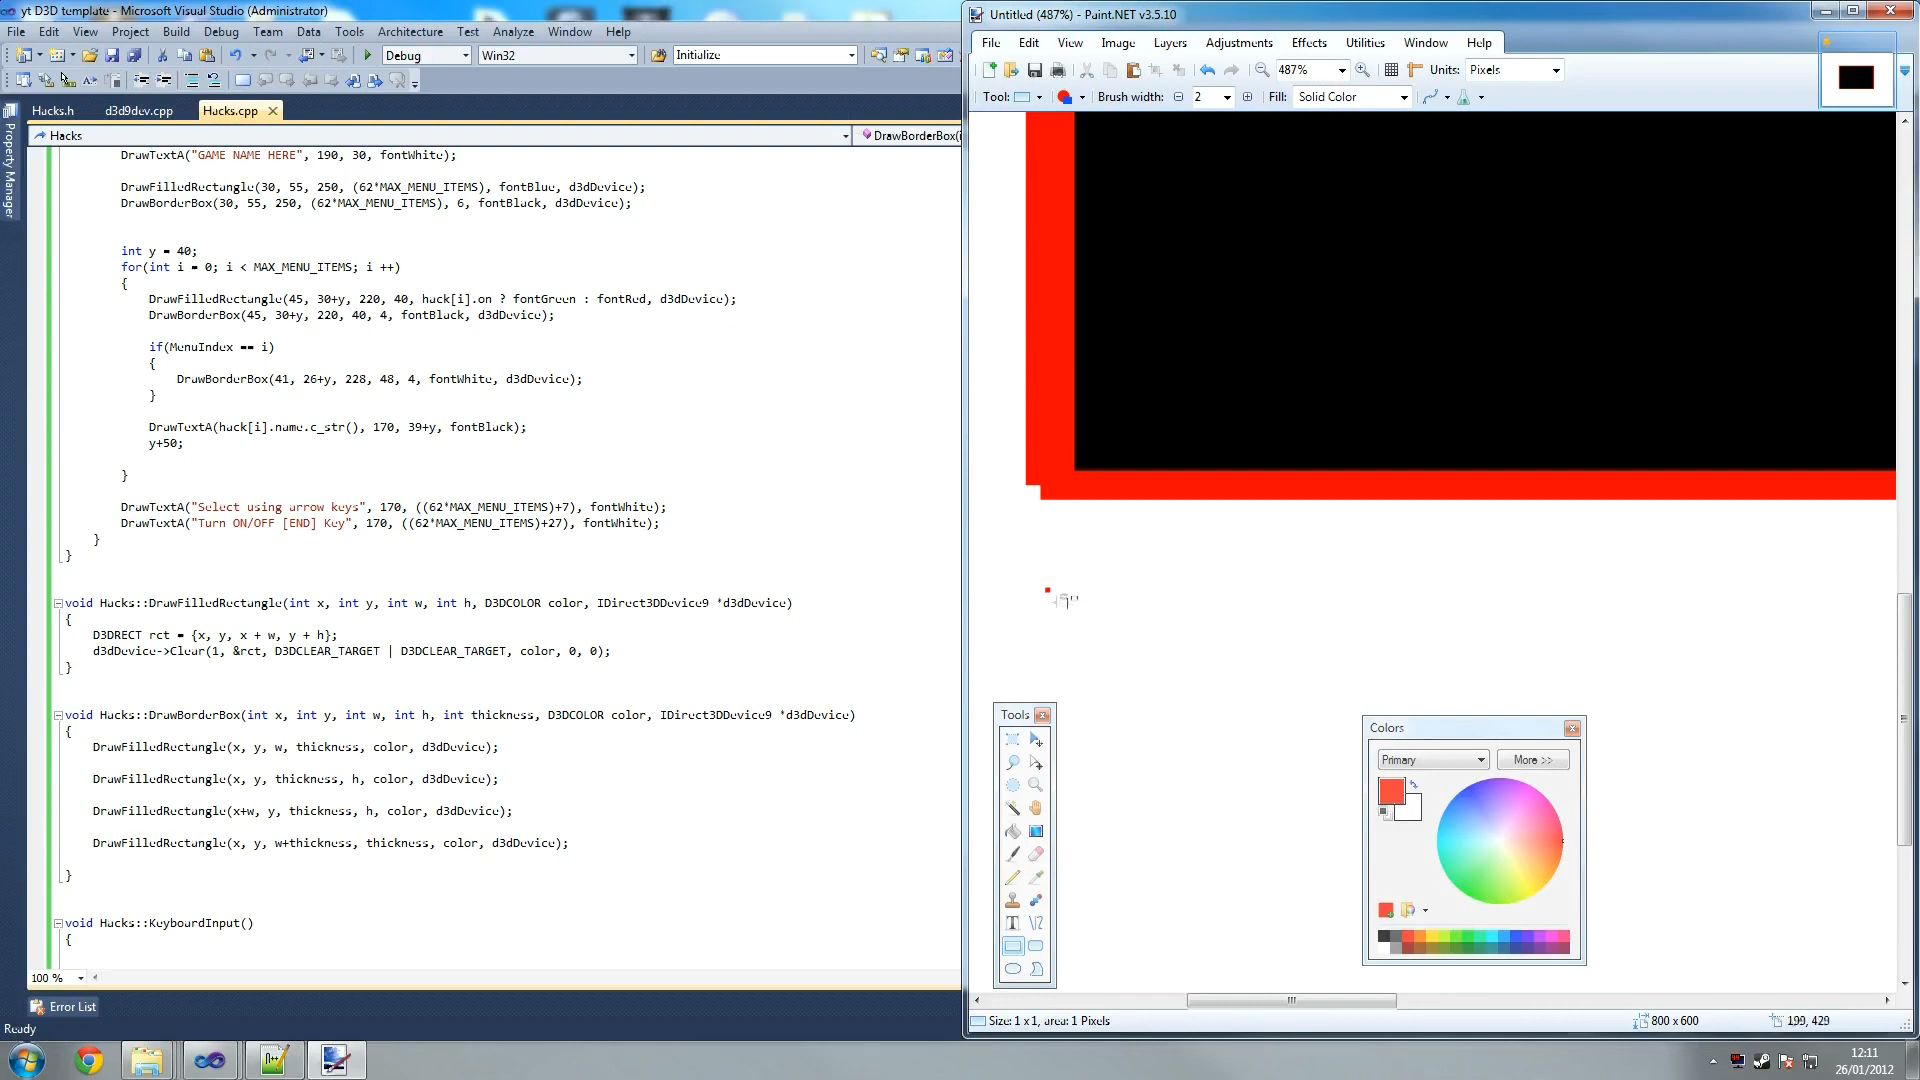 yt D3D template - Microsoft Visual Studio (Administrator)
File Edit View Project Build Debug Team Data Tools Architecture Test Analyze Window Help
Debug Win32 Initialize
Hacks.h d3d9dev.cpp Hacks.cpp
Hacks DrawBorderBox(i
Property Manager
DrawTextA("GAME NAME HERE", 190, 30, fontWhite);
DrawFilledRectangle(30, 55, 250, (62*MAX_MENU_ITEMS), fontBlue, d3dDevice);
DrawBorderBox(30, 55, 250, (62*MAX_MENU_ITEMS), 6, fontBlack, d3dDevice);
int y = 40;
for(int i = 0; i < MAX_MENU_ITEMS; i ++)
{
DrawFilledRectangle(45, 30+y, 220, 40, hack[i].on ? fontGreen : fontRed, d3dDevice);
DrawBorderBox(45, 30+y, 220, 40, 4, fontBlack, d3dDevice);
if(MenuIndex == i)
{
DrawBorderBox(41, 26+y, 228, 48, 4, fontWhite, d3dDevice);
}
DrawTextA(hack[i].name.c_str(), 170, 39+y, fontBlack);
y+50;
}
DrawTextA("Select using arrow keys", 170, ((62*MAX_MENU_ITEMS)+7), fontWhite);
DrawTextA("Turn ON/OFF [END] Key", 170, ((62*MAX_MENU_ITEMS)+27), fontWhite);
}
}
void Hacks::DrawFilledRectangle(int x, int y, int w, int h, D3DCOLOR color, IDirect3DDevice9 *d3dDevice)
{
D3DRECT rct = {x, y, x + w, y + h};
d3dDevice->Clear(1, &rct, D3DCLEAR_TARGET | D3DCLEAR_TARGET, color, 0, 0);
}
void Hacks::DrawBorderBox(int x, int y, int w, int h, int thickness, D3DCOLOR color, IDirect3DDevice9 *d3dDevice)
{
DrawFilledRectangle(x, y, w, thickness, color, d3dDevice);
DrawFilledRectangle(x, y, thickness, h, color, d3dDevice);
DrawFilledRectangle(x+w, y, thickness, h, color, d3dDevice);
DrawFilledRectangle(x, y, w+thickness, thickness, color, d3dDevice);
}
void Hacks::KeyboardInput()
{
100 %
Error List
Ready
Untitled (487%) - Paint.NET v3.5.10
File Edit View Image Layers Adjustments Effects Utilities Window Help
487% Units: Pixels
Tool: Brush width: 2 Fill: Solid Color
Tools
Colors
Primary More >>
Size: 1 x 1, area: 1 Pixels 800 x 600 199, 429
12:11
26/01/2012